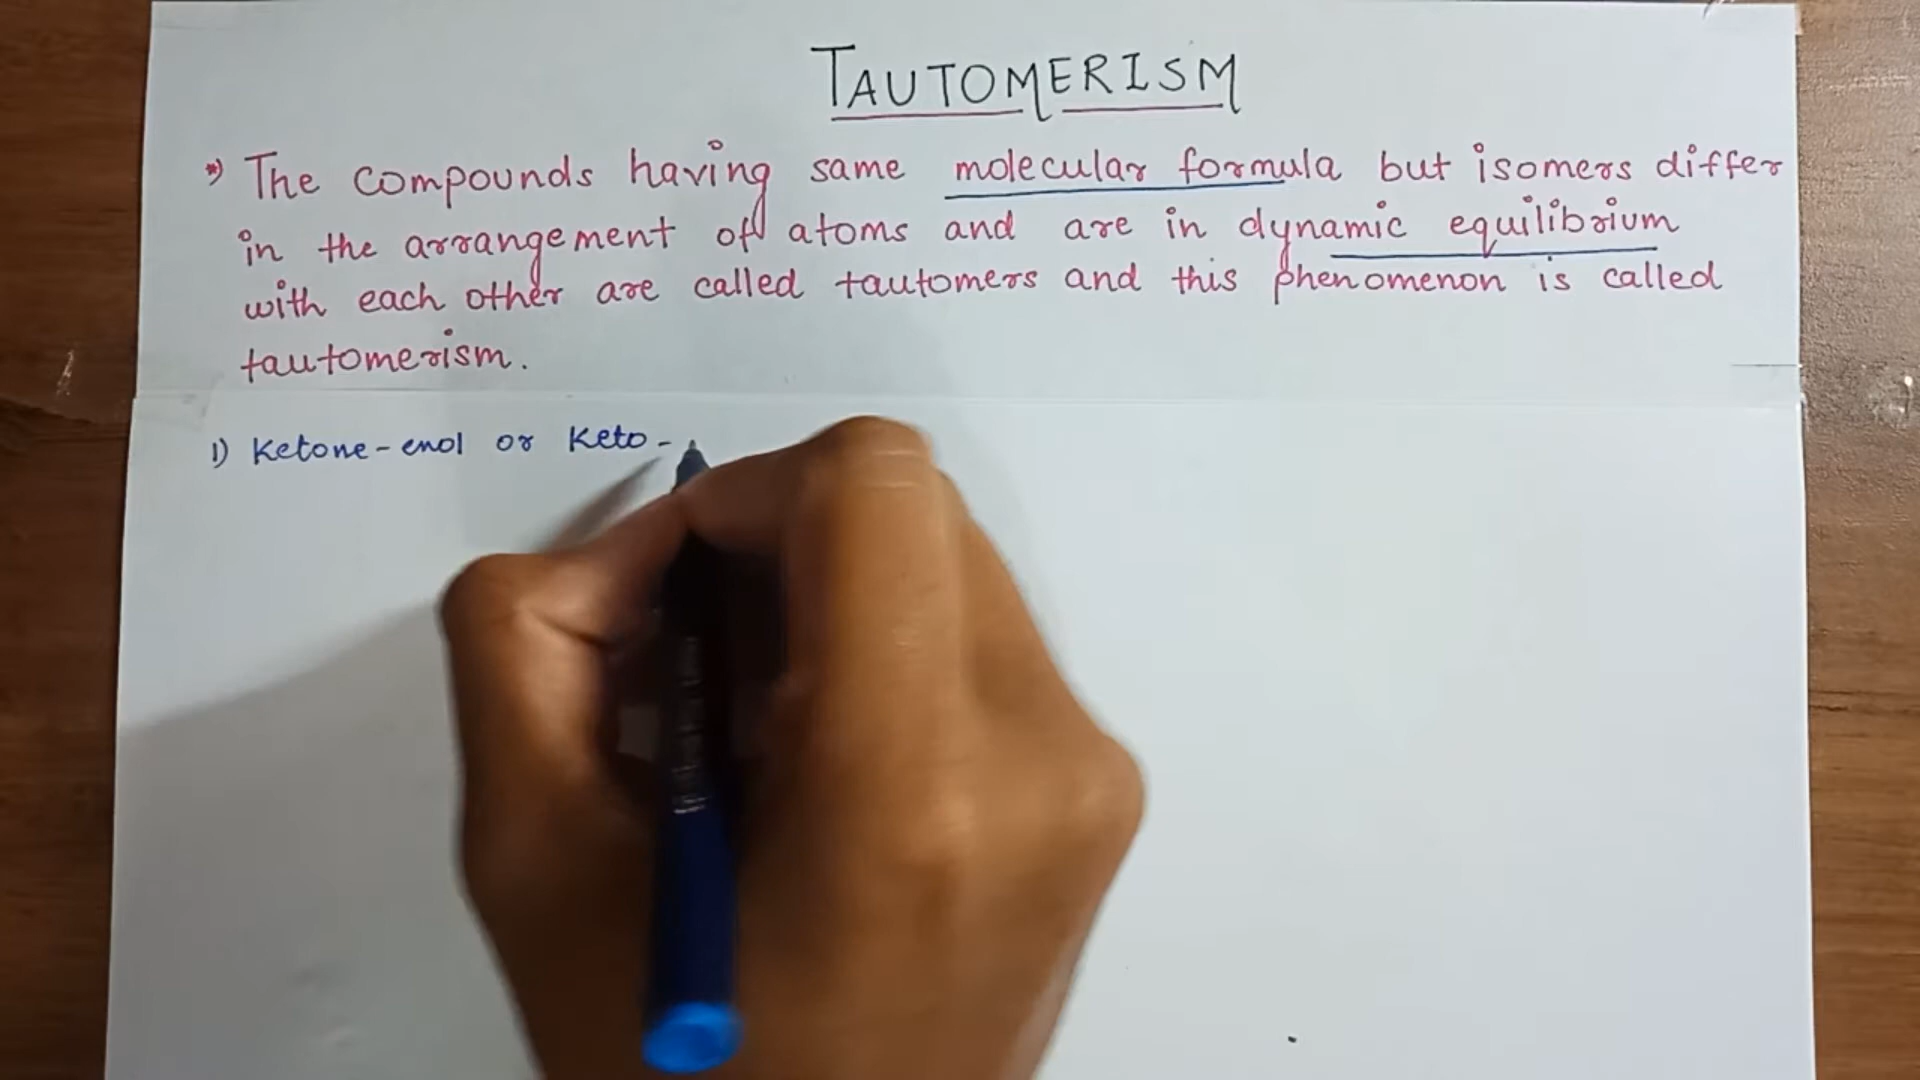 TAUTOMERISM
*) The compounds having same molecular formula but isomers differ
in the arrangement of atoms and are in dynamic equilibrium
with each other are called tautomers and this phenomenon is called
tautomerism.
1) Ketone-enol or Keto-